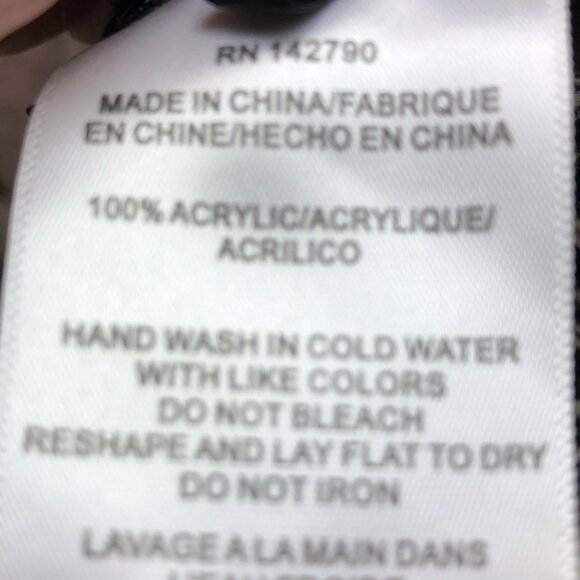 RN 142790
MADE IN CHINA/FABRIQUE
EN CHINE/HECHO EN CHINA
100% ACRYLIC/ACRYLIQUE/
ACRILICO
HAND WASH IN COLD WATER
WITH LIKE COLORS
DO NOT BLEACH
RESHAPE AND LAY FLAT TO DRY
DO NOT IRON
LAVAGE A LA MAIN DANS